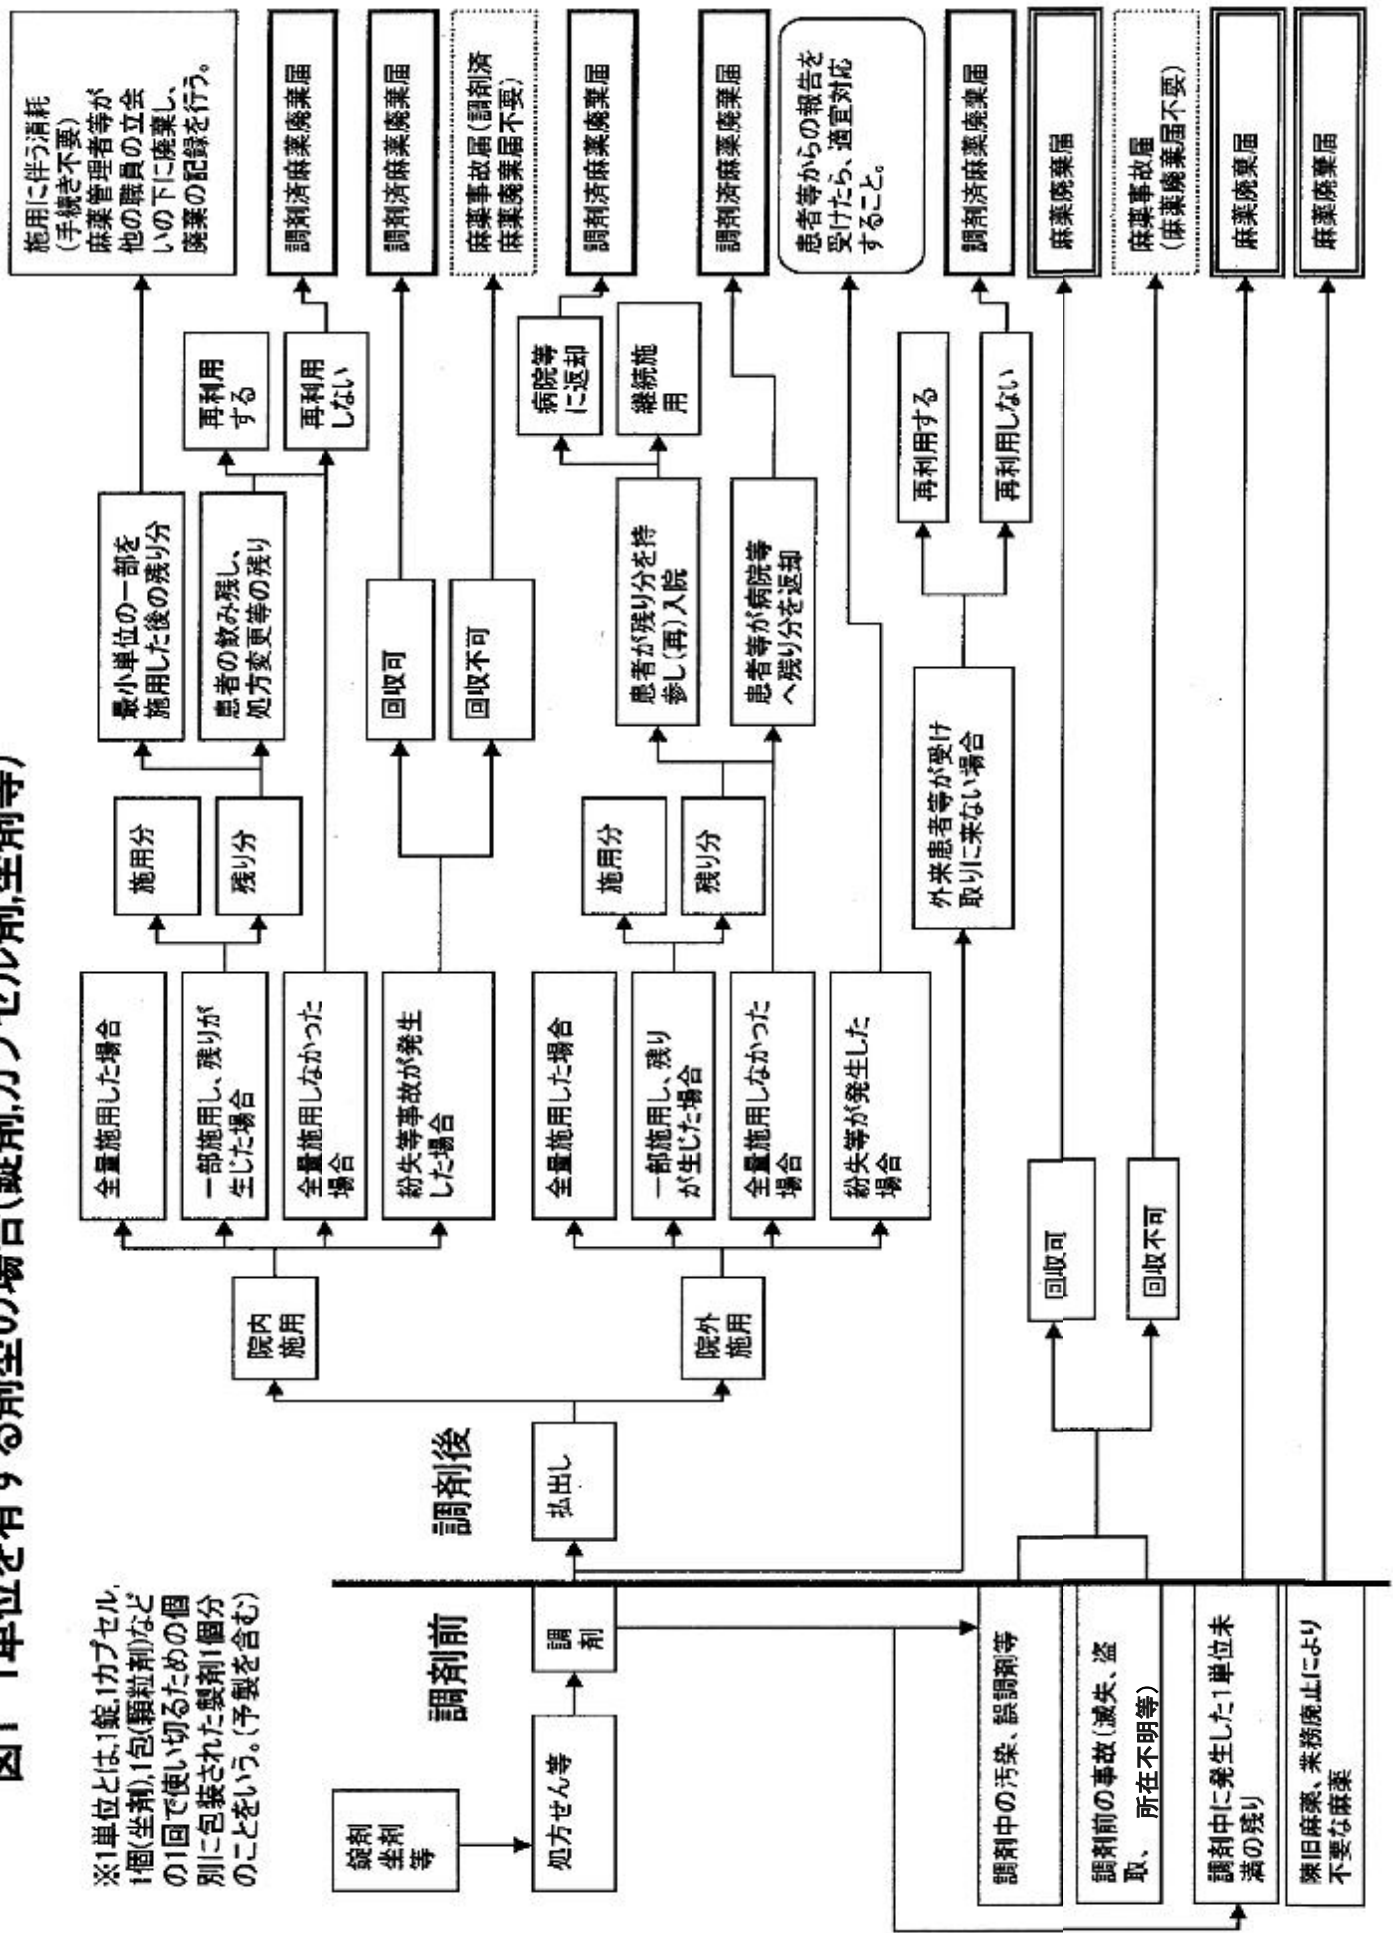 図1 1単位を有する剤型の場合(錠剤,カプセル剤,坐剤等)
※1単位とは,1錠,1カプセル,
1個(坐剤),1包(顆粒剤)など
の1回で使い切るための個
別に包装された製剤1個分
のことをいう。(予製を含む)
調剤前
調剤後
錠剤
坐剤
等
処方せん等
調
剤
払出し
院内
施用
全量施用した場合
一部施用し、残りが
生じた場合
施用分
残り分
最小単位の一部を
施用した後の残り分
施用に伴う消耗
(手続き不要)
麻薬管理者等が
他の職員の立会
いの下に廃棄し、
廃棄の記録を行う。
患者の飲み残し、
処方変更等の残り
再利用
する
再利用
しない
調剤済麻薬廃棄届
全量施用しなかった
場合
紛失等事故が発生
した場合
回収可
調剤済麻薬廃棄届
回収不可
麻薬事故届(調剤済
麻薬廃棄届不要)
院外
施用
全量施用した場合
一部施用し、残り
が生じた場合
施用分
残り分
患者が残り分を持
参し(再)入院
病院等
に返却
調剤済麻薬廃棄届
継続施
用
全量施用しなかった
場合
患者等が病院等
へ残り分を返却
調剤済麻薬廃棄届
紛失等が発生した
場合
患者等からの報告を
受けたら、適宜対応
すること。
外来患者等が受け
取りに来ない場合
再利用する
再利用しない
調剤済麻薬廃棄届
調剤中の汚染、誤調剤等
調剤前の事故(滅失、盗
取、 所在不明等)
回収可
麻薬廃棄届
回収不可
麻薬事故届
(麻薬廃棄届不要)
調剤中に発生した1単位未
満の残り
麻薬廃棄届
陳旧麻薬、業務廃止により
不要な麻薬
麻薬廃棄届